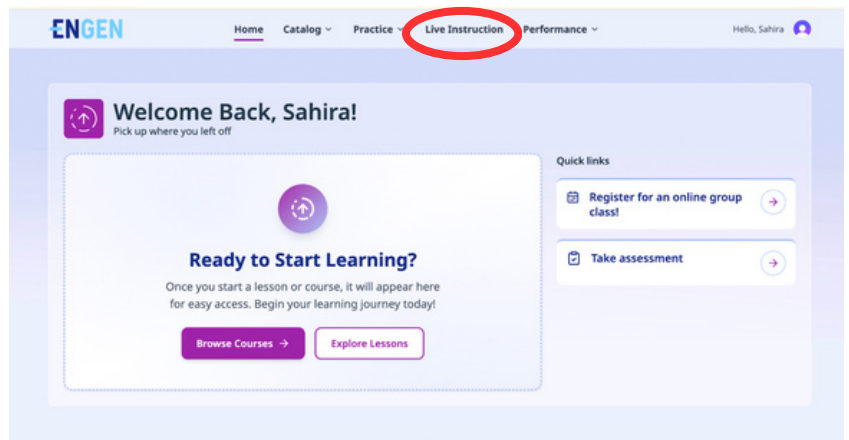 ENGEN
Home Catalog Practice Live Instruction Performance
Hello, Sahira
Welcome Back, Sahira!
Pick up where you left off
Ready to Start Learning?
Once you start a lesson or course, it will appear here
for easy access. Begin your learning journey today!
Browse Courses →
Explore Lessons
Quick links
Register for an online group
class!
Take assessment